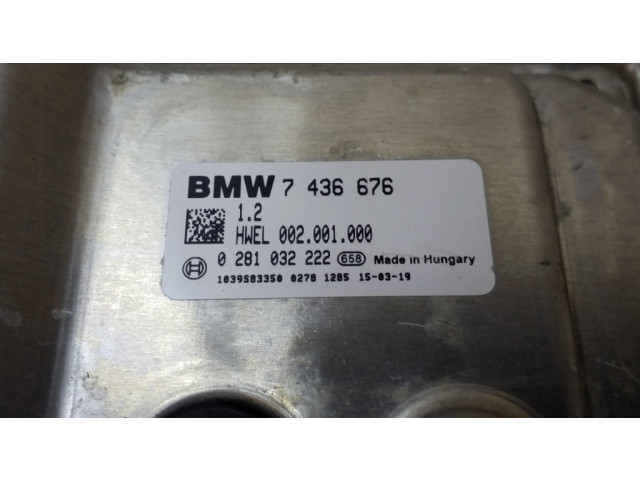 BMW 7 436 676
1.2
HWEL 002.001.000
0 281 032 222 658 Made in Hungary
1039S83350 0278 1285 15-03-19